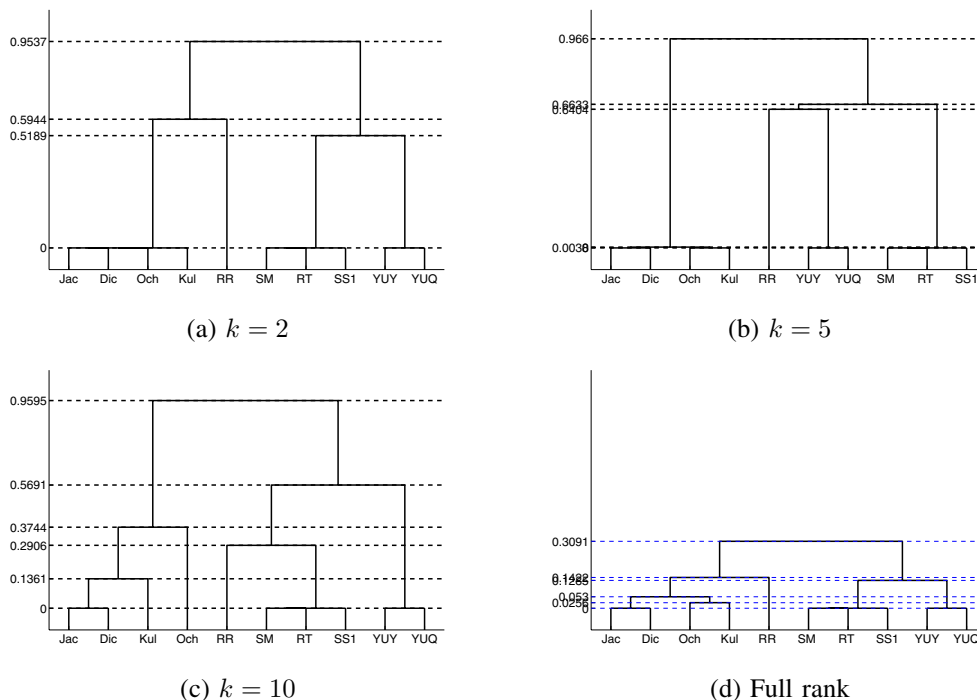 0.9537
0.5944
0.5189
0
Jac Dic Och Kul RR SM RT SS1 YUY YUQ
(a) k = 2
0.966
0.6633
0.6404
0.0038
Jac Dic Och Kul RR YUY YUQ SM RT SS1
(b) k = 5
0.9595
0.5691
0.3744
0.2906
0.1361
0
Jac Dic Kul Och RR SM RT SS1 YUY YUQ
(c) k = 10
0.3091
0.053
0.0256
0
Jac Dic Och Kul RR SM RT SS1 YUY YUQ
(d) Full rank